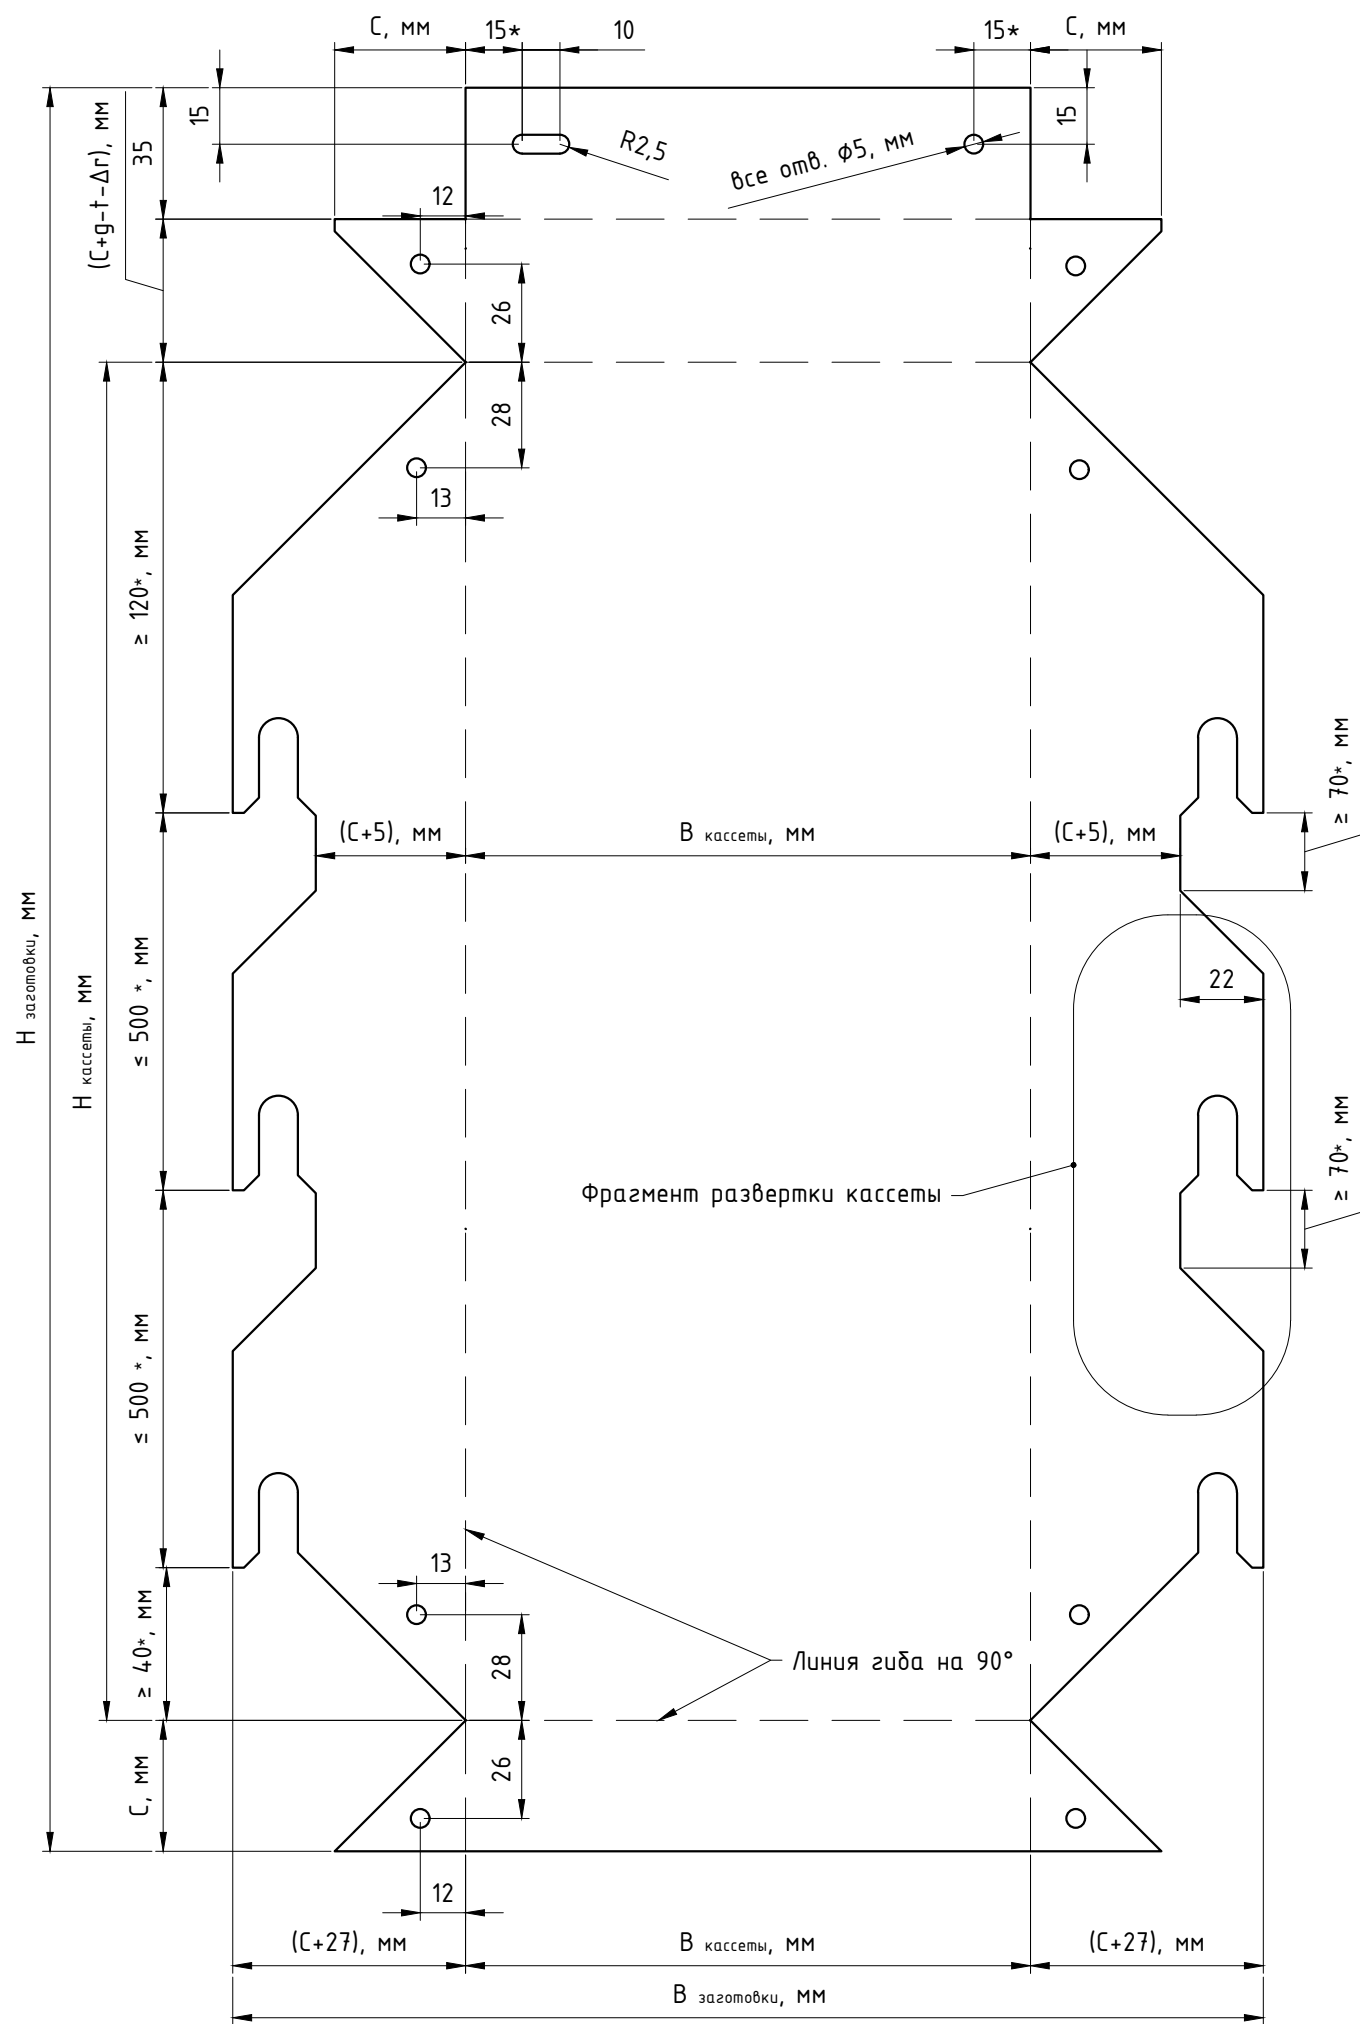 С, мм
15*
10
15*
С, мм
15
15
(С+g-t-Δr), мм
35
R2,5
все отв. ϕ5, мм
12
26
28
13
≥ 120*, мм
≥ 70*, мм
(С+5), мм
В кассеты, мм
(С+5), мм
Н заготовки, мм
Н кассеты, мм
≤ 500 *, мм
22
≥ 70*, мм
Фрагмент развертки кассеты
≤ 500 *, мм
13
≥ 40*, мм
28
Линия гиба на 90°
26
С, мм
12
(С+27), мм
В кассеты, мм
(С+27), мм
В заготовки, мм